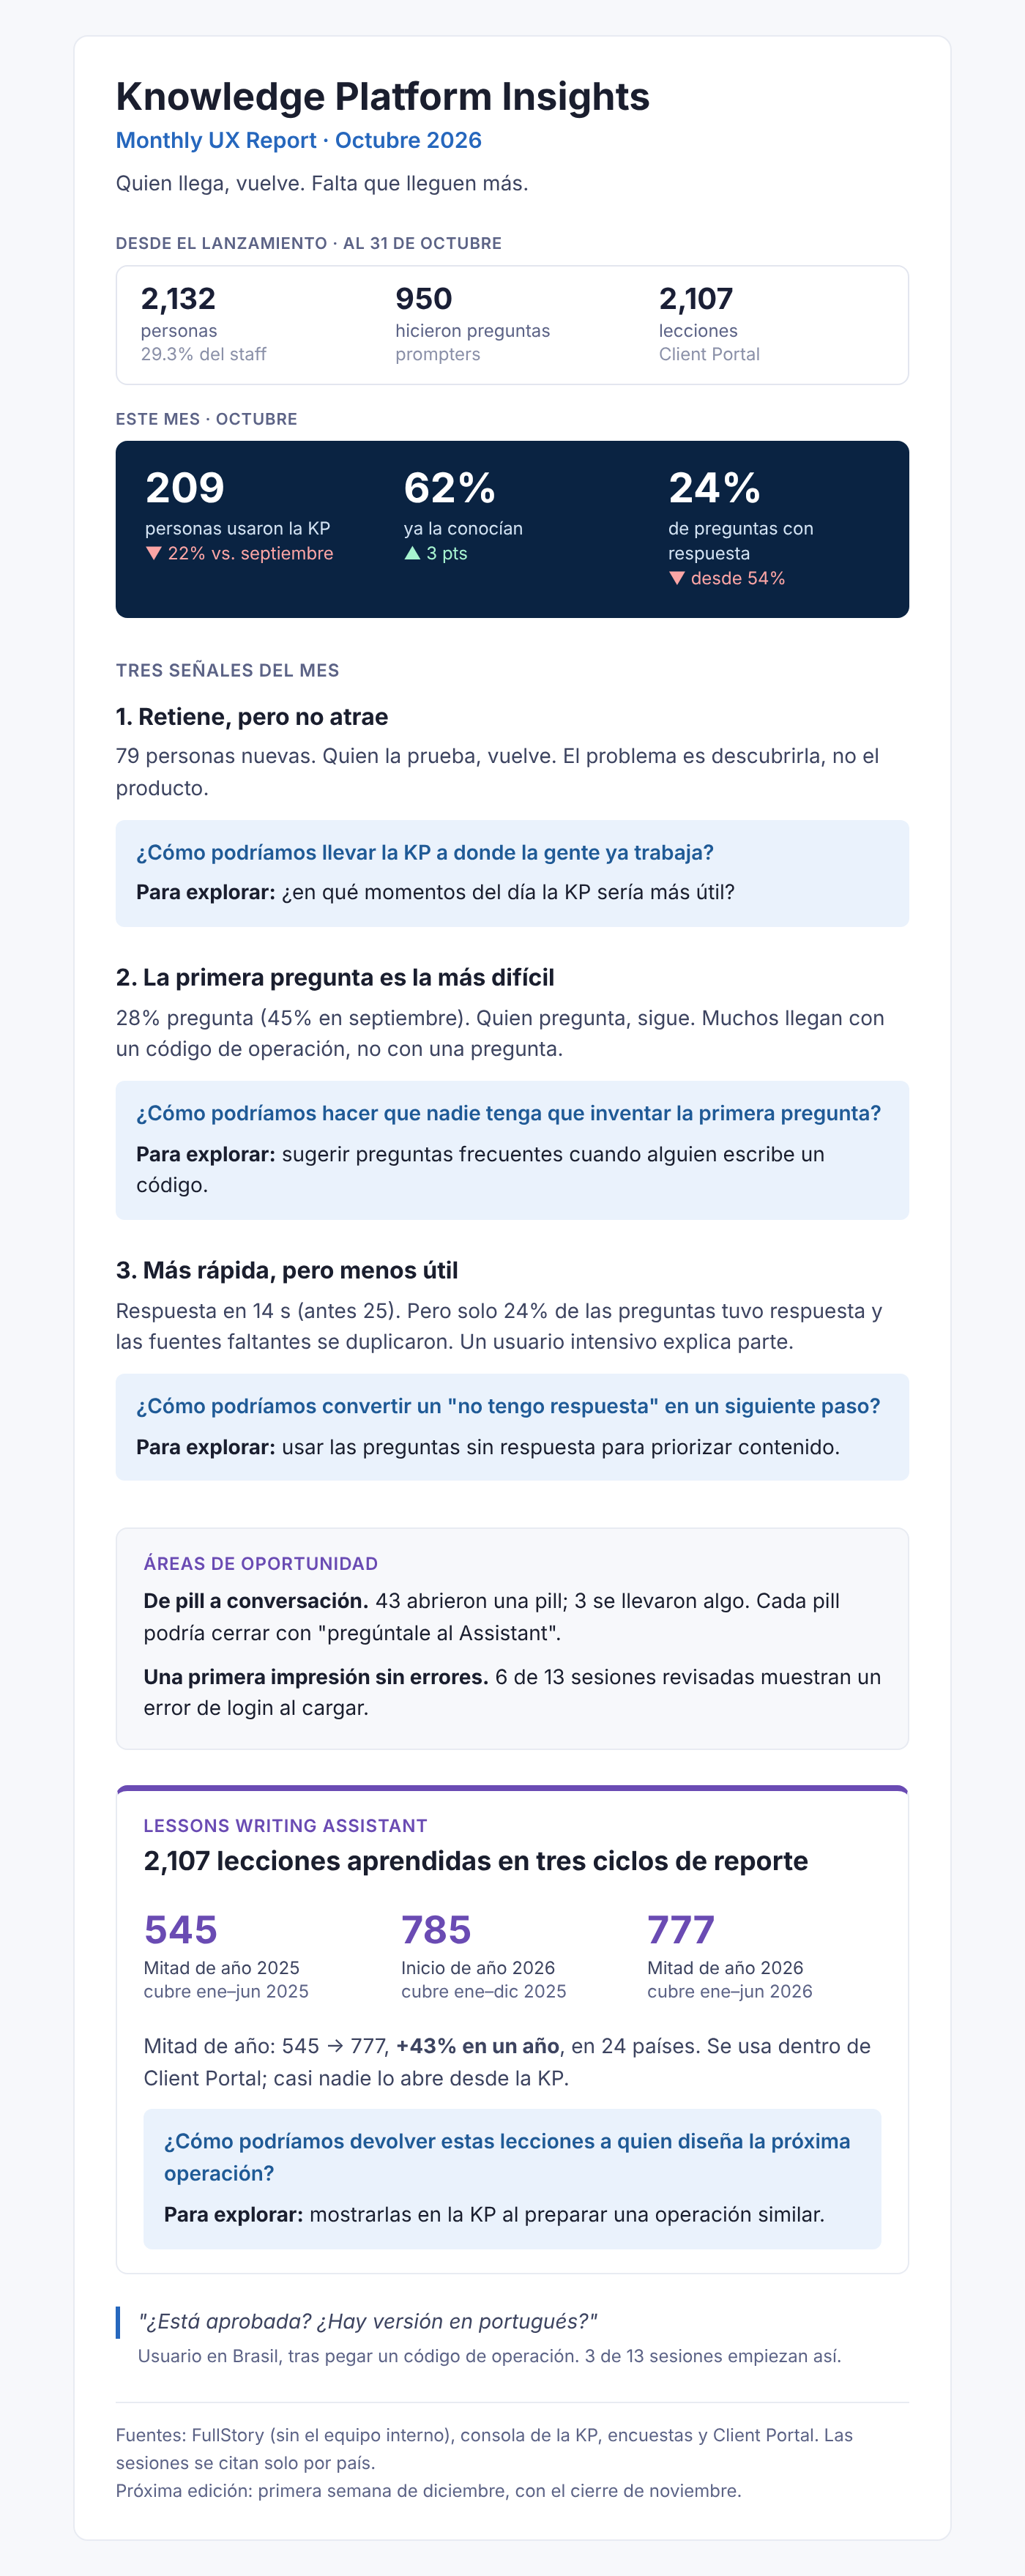 Knowledge Platform Insights
Monthly UX Report · Octubre 2026
Quien llega, vuelve. Falta que lleguen más.
DESDE EL LANZAMIENTO · AL 31 DE OCTUBRE
2,132
personas
29.3% del staff
950
hicieron preguntas
prompters
2,107
lecciones
Client Portal
ESTE MES · OCTUBRE
209
personas usaron la KP
▼ 22% vs. septiembre
62%
ya la conocían
▲ 3 pts
24%
de preguntas con
respuesta
▼ desde 54%
TRES SEÑALES DEL MES
1. Retiene, pero no atrae
79 personas nuevas. Quien la prueba, vuelve. El problema es descubrirla, no el
producto.
¿Cómo podríamos llevar la KP a donde la gente ya trabaja?
Para explorar: ¿en qué momentos del día la KP sería más útil?
2. La primera pregunta es la más difícil
28% pregunta (45% en septiembre). Quien pregunta, sigue. Muchos llegan con
un código de operación, no con una pregunta.
¿Cómo podríamos hacer que nadie tenga que inventar la primera pregunta?
Para explorar: sugerir preguntas frecuentes cuando alguien escribe un
código.
3. Más rápida, pero menos útil
Respuesta en 14 s (antes 25). Pero solo 24% de las preguntas tuvo respuesta y
las fuentes faltantes se duplicaron. Un usuario intensivo explica parte.
¿Cómo podríamos convertir un "no tengo respuesta" en un siguiente paso?
Para explorar: usar las preguntas sin respuesta para priorizar contenido.
ÁREAS DE OPORTUNIDAD
De pill a conversación. 43 abrieron una pill; 3 se llevaron algo. Cada pill
podría cerrar con "pregúntale al Assistant".
Una primera impresión sin errores. 6 de 13 sesiones revisadas muestran un
error de login al cargar.
LESSONS WRITING ASSISTANT
2,107 lecciones aprendidas en tres ciclos de reporte
545
Mitad de año 2025
cubre ene–jun 2025
785
Inicio de año 2026
cubre ene–dic 2025
777
Mitad de año 2026
cubre ene–jun 2026
Mitad de año: 545 → 777, +43% en un año, en 24 países. Se usa dentro de
Client Portal; casi nadie lo abre desde la KP.
¿Cómo podríamos devolver estas lecciones a quien diseña la próxima
operación?
Para explorar: mostrarlas en la KP al preparar una operación similar.
"¿Está aprobada? ¿Hay versión en portugués?"
Usuario en Brasil, tras pegar un código de operación. 3 de 13 sesiones empiezan así.
Fuentes: FullStory (sin el equipo interno), consola de la KP, encuestas y Client Portal. Las
sesiones se citan solo por país.
Próxima edición: primera semana de diciembre, con el cierre de noviembre.